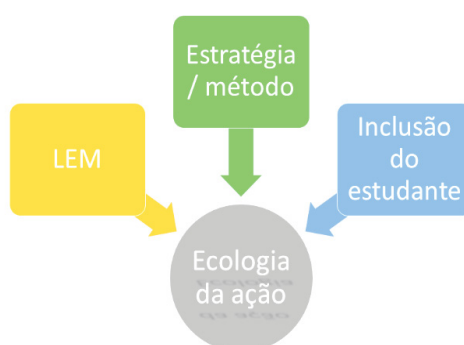 Estratégia
/ método
LEM
Inclusão
do
estudante
Ecologia
da ação